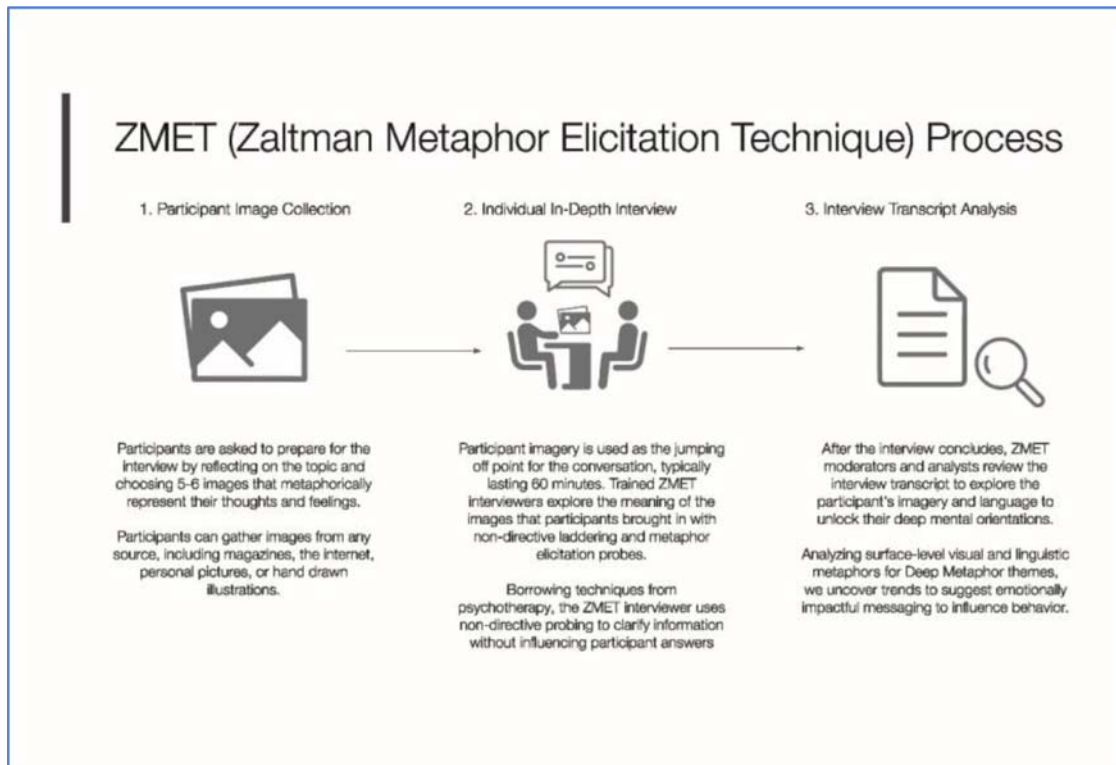 ZMET (Zaltman Metaphor Elicitation Technique) Process
1. Participant Image Collection
Participants are asked to prepare for the
interview by reflecting on the topic and
choosing 5-6 images that metaphorically
represent their thoughts and feelings.
Participants can gather images from any
source, including magazines, the internet,
personal pictures, or hand drawn
illustrations.
2. Individual In-Depth Interview
Participant imagery is used as the jumping
off point for the conversation, typically
lasting 60 minutes. Trained ZMET
interviewers explore the meaning of the
images that participants brought in with
non-directive laddering and metaphor
elicitation probes.
Borrowing techniques from
psychotherapy, the ZMET interviewer uses
non-directive probing to clarify information
without influencing participant answers
3. Interview Transcript Analysis
After the interview concludes, ZMET
moderators and analysts review the
interview transcript to explore the
participant's imagery and language to
unlock their deep mental orientations.
Analyzing surface-level visual and linguistic
metaphors for Deep Metaphor themes,
we uncover trends to suggest emotionally
impactful messaging to influence behavior.